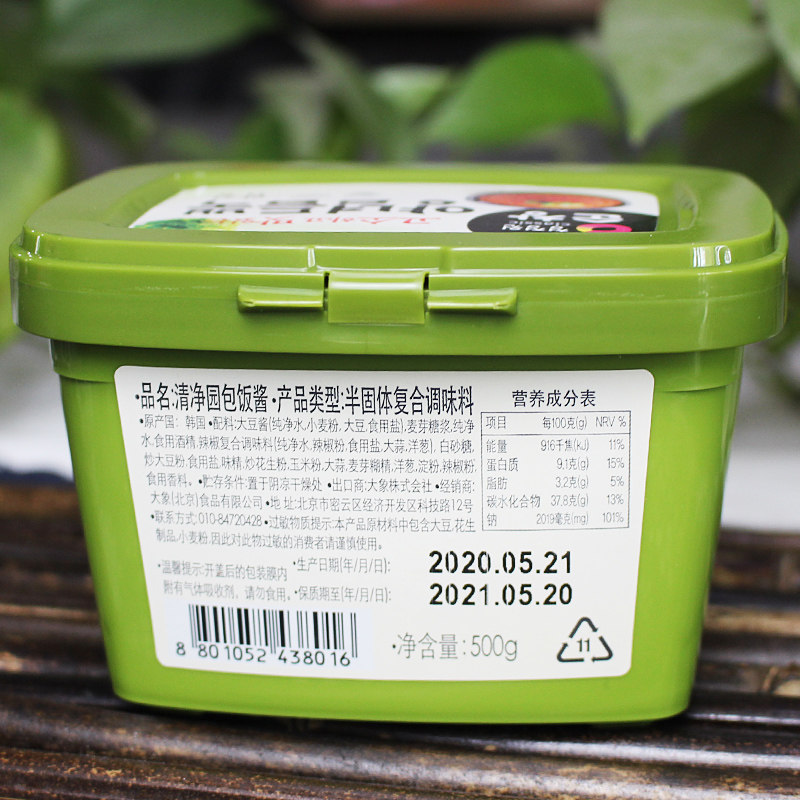 •品名:清净园包饭酱 •产品类型:半固体复合调味料
•原产国：韩国 •配料:大豆酱(纯净水,小麦粉,大豆,食用盐),麦芽糖浆,纯净
水,食用酒精,辣椒复合调味料(纯净水,辣椒粉,食用盐,大蒜,洋葱),白砂糖,
炒大豆粉,食用盐,味精,炒花生粉,玉米粉,大蒜,麦芽糊精,洋葱,淀粉,辣椒粉,
食用香料。•贮存条件:置于阴凉干燥处 •出口商:大象株式会社 •经销商:
大象(北京)食品有限公司 •地 址:北京市密云区经济开发区科技路12号
•联系方式:010-84720428 •过敏物质提示:本产品原材料中包含大豆,花生
制品,小麦粉,因此对此物过敏的消费者请谨慎使用。
•温馨提示:开盖后的包装膜内
附有气体吸收剂，请勿食用。
•生产日期(年/月/日): 2020.05.21
•保质期至(年/月/日): 2021.05.20
8 801052 438016
•净含量: 500g
11
营养成分表
项目 每100克(g) NRV %
能量 916千焦(kJ) 11%
蛋白质 9.1克(g) 15%
脂肪 3.2克(g) 5%
碳水化合物 37.8克(g) 13%
钠 2019毫克(mg) 101%